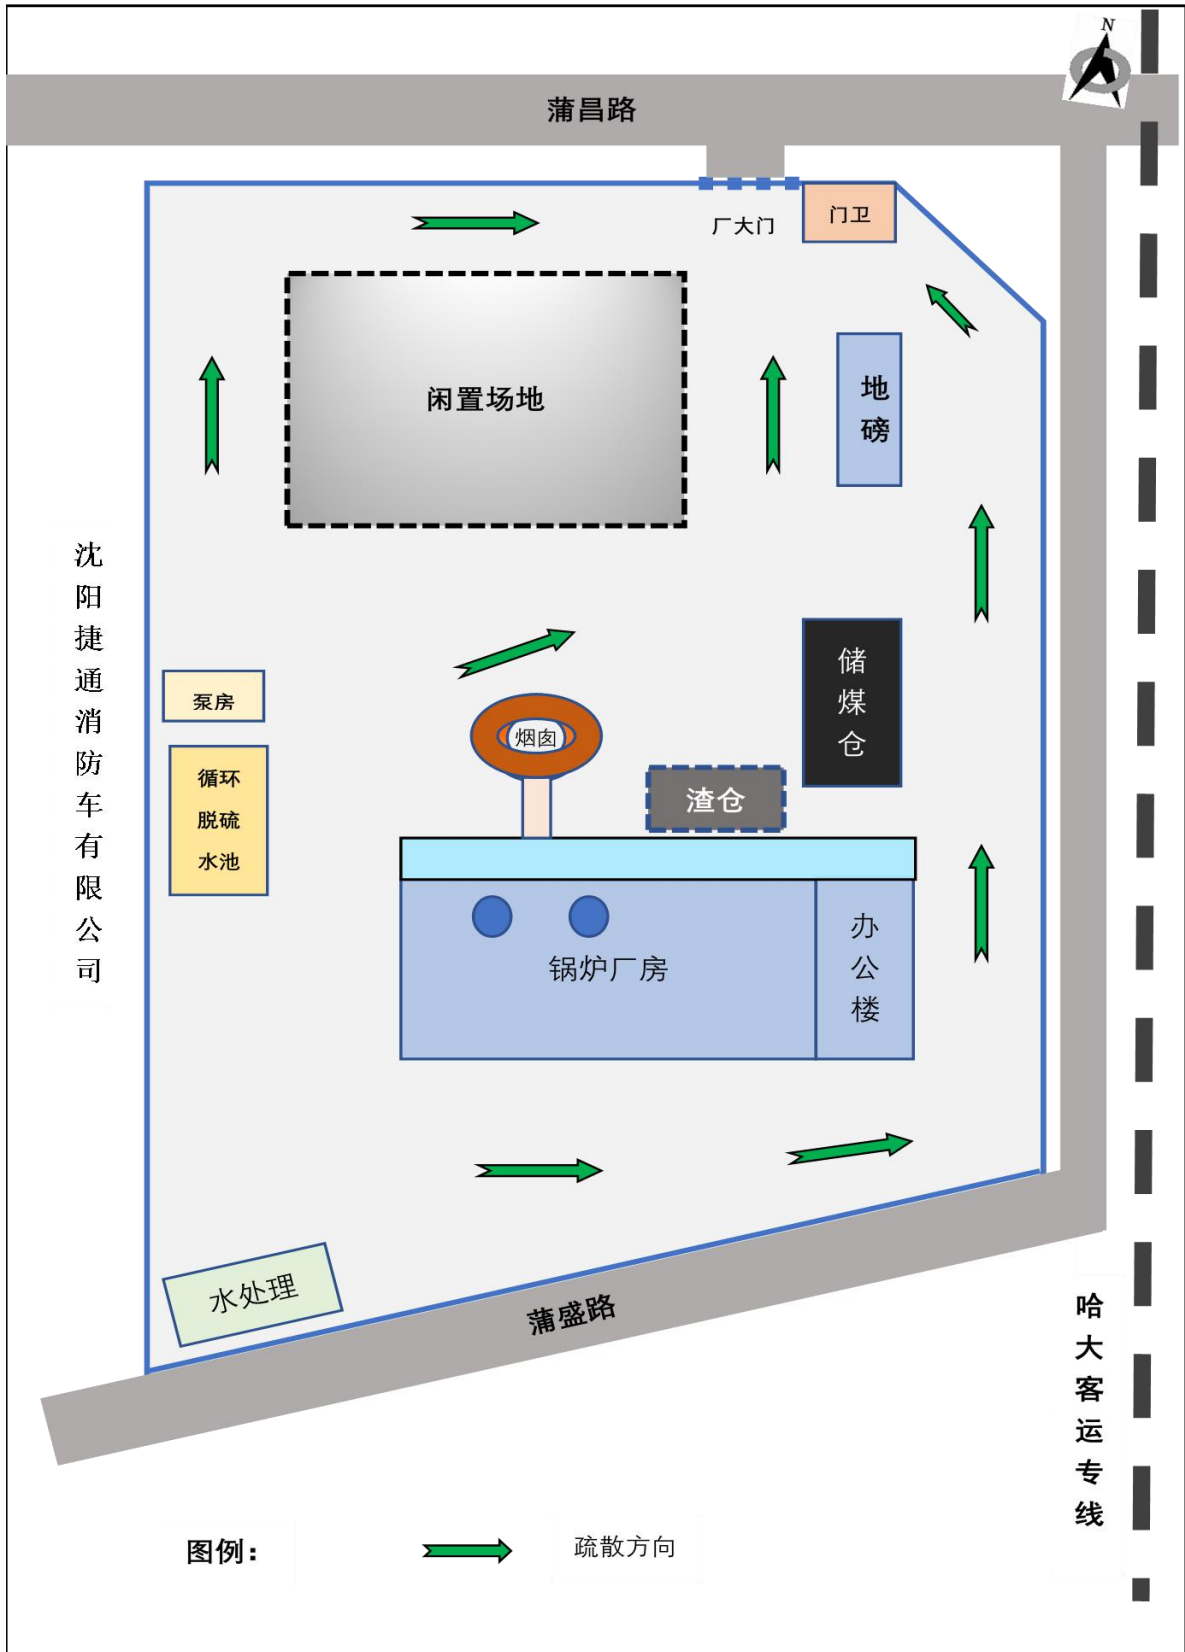 N
蒲昌路
厂大门
门卫
闲置场地
地
磅
沈
阳
捷
通
消
防
车
有
限
公
司
储
煤
仓
泵房
烟囱
循环
脱硫
水池
渣仓
锅炉厂房
办
公
楼
水处理
蒲盛路
哈
大
客
运
专
线
图例：
疏散方向